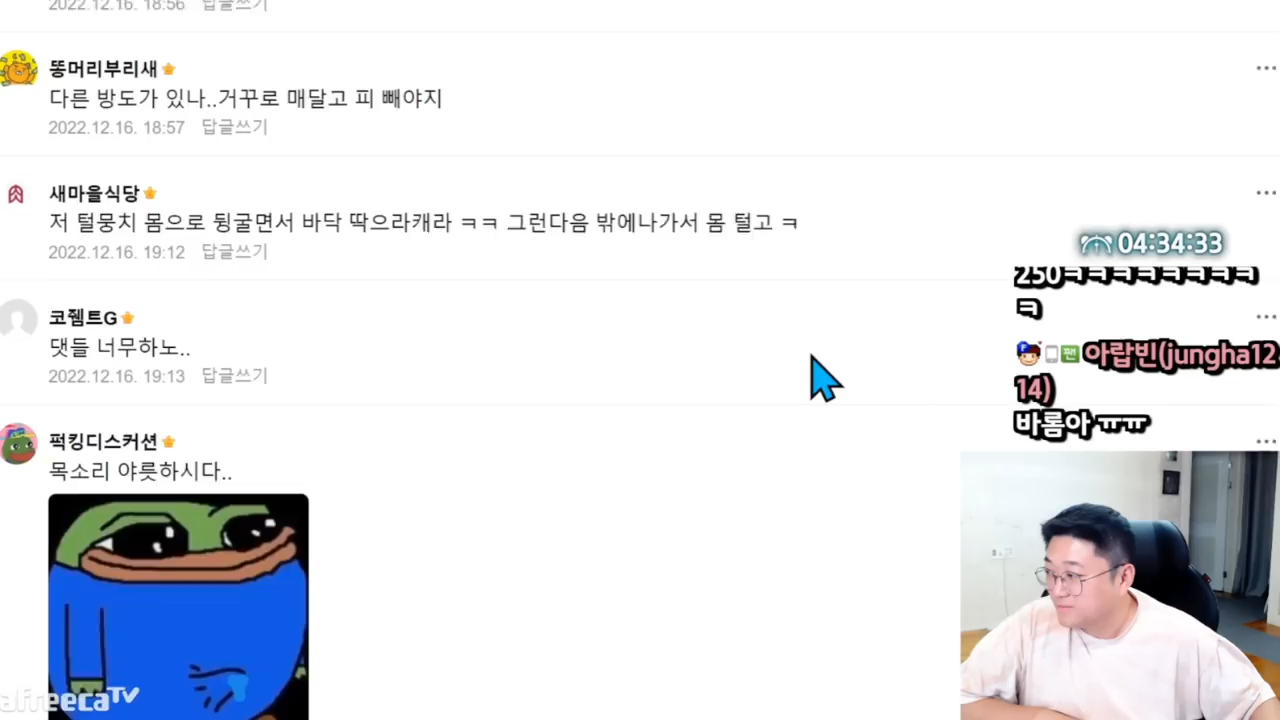 2022.12.16. 18:56 답글쓰기
똥머리부리새
다른 방도가 있나..거꾸로 매달고 피 빼야지
2022.12.16. 18:57 답글쓰기
새마을식당
저 털뭉치 몸으로 뒹굴면서 바닥 딱으라캐라 ㅋㅋ 그런다음 밖에나가서 몸 털고 ㅋ
2022.12.16. 19:12 답글쓰기
04:34:33
250ㅋㅋㅋㅋㅋㅋㅋㅋ
ㅋ
코젬트G
댓들 너무하노..
2022.12.16. 19:13 답글쓰기
팬 아랍빈(jungha12
14)
바롬아 ㅠㅠ
퍽킹디스커션
목소리 야릇하시다..
afreecaTV